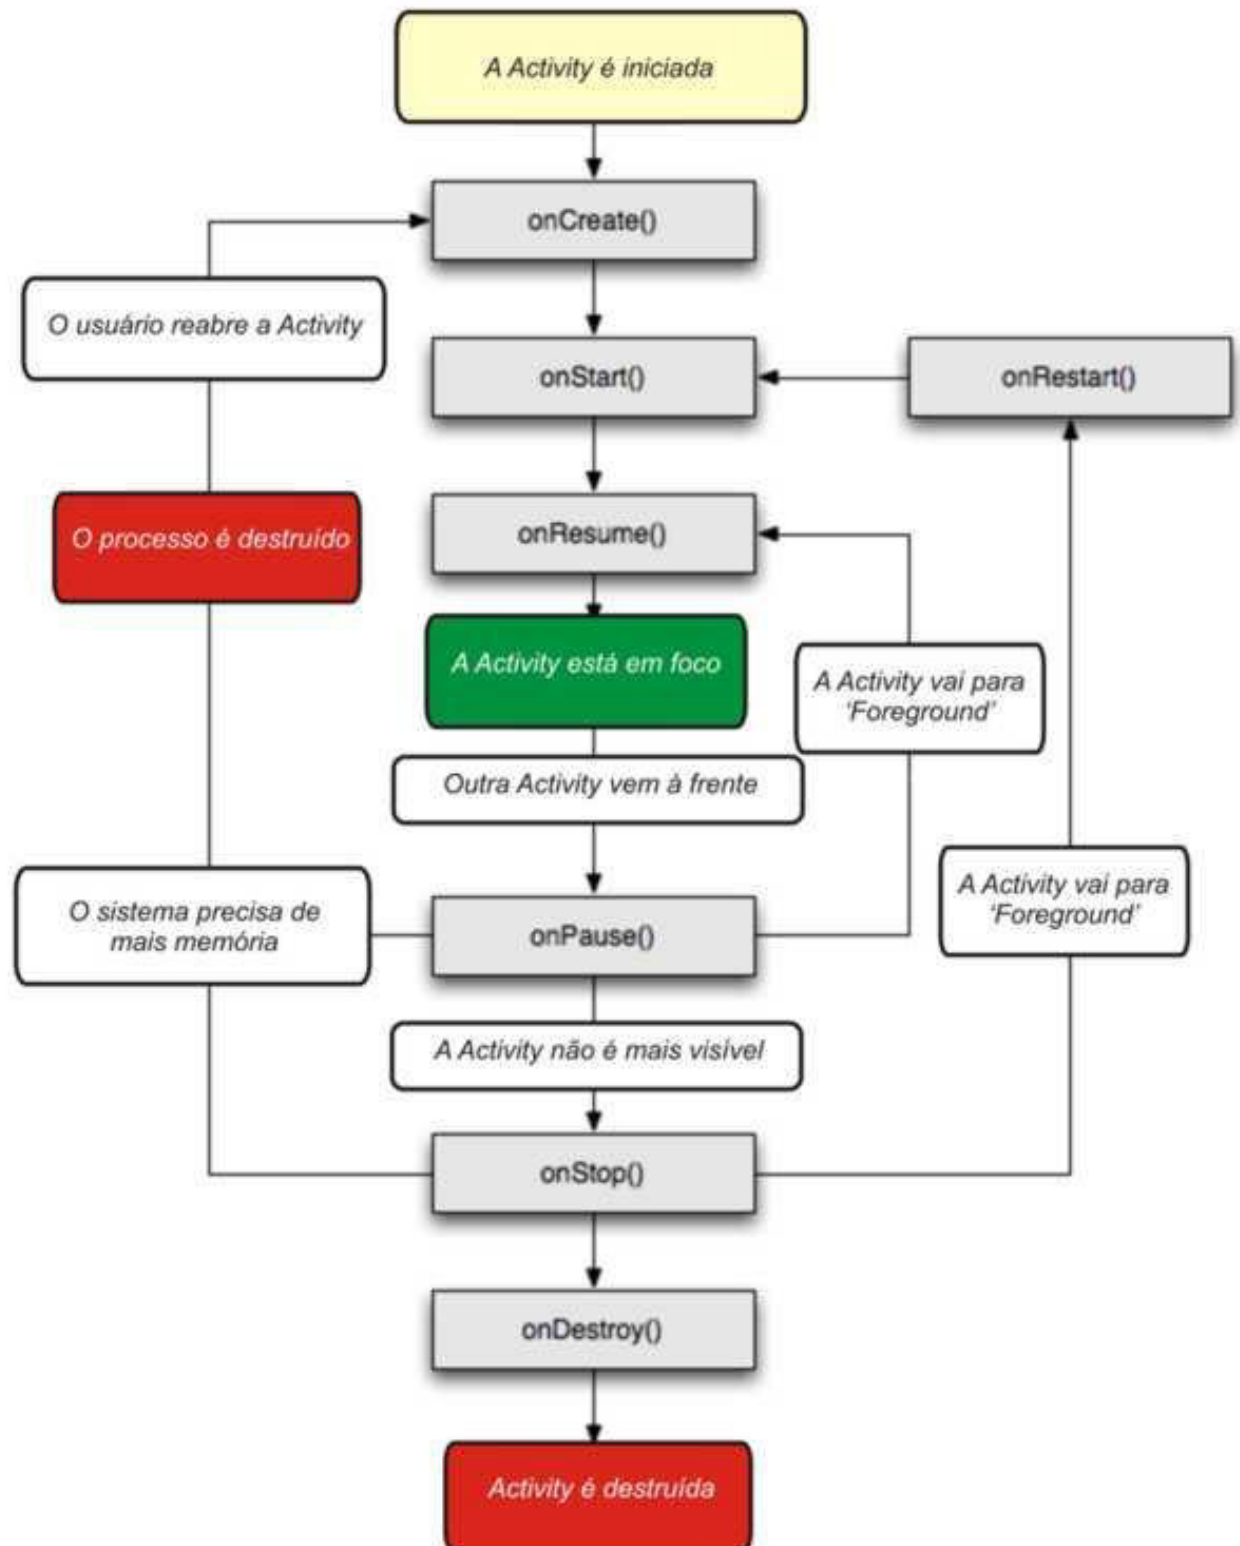 A Activity é iniciada
onCreate()
O usuário reabre a Activity
onStart()
onRestart()
O processo é destruído
onResume()
A Activity está em foco
A Activity vai para
‘Foreground’
Outra Activity vem à frente
O sistema precisa de
mais memória
onPause()
A Activity vai para
‘Foreground’
A Activity não é mais visível
onStop()
onDestroy()
Activity é destruída